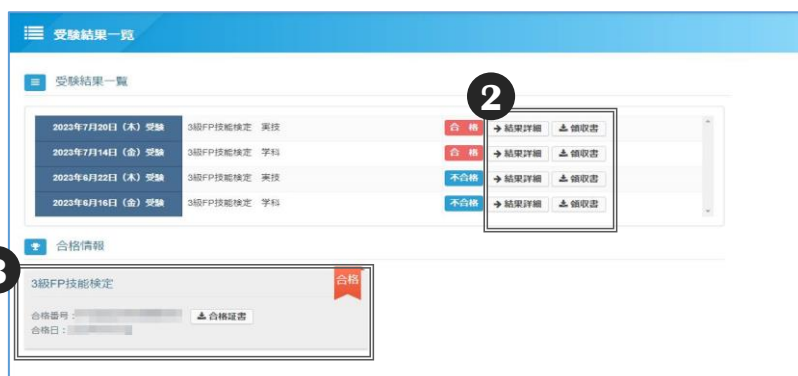 受験結果一覧
受験結果一覧
2
2023年7月20日（木）受験 3級FP技能検定 実技 合 格 →結果詳細 領収書
2023年7月14日（金）受験 3級FP技能検定 学科 合 格 →結果詳細 領収書
2023年6月22日（木）受験 3級FP技能検定 実技 不合格 →結果詳細 領収書
2023年6月16日（金）受験 3級FP技能検定 学科 不合格 →結果詳細 領収書
合格情報
3
3級FP技能検定 合格
合格番号： 合格証書
合格日：